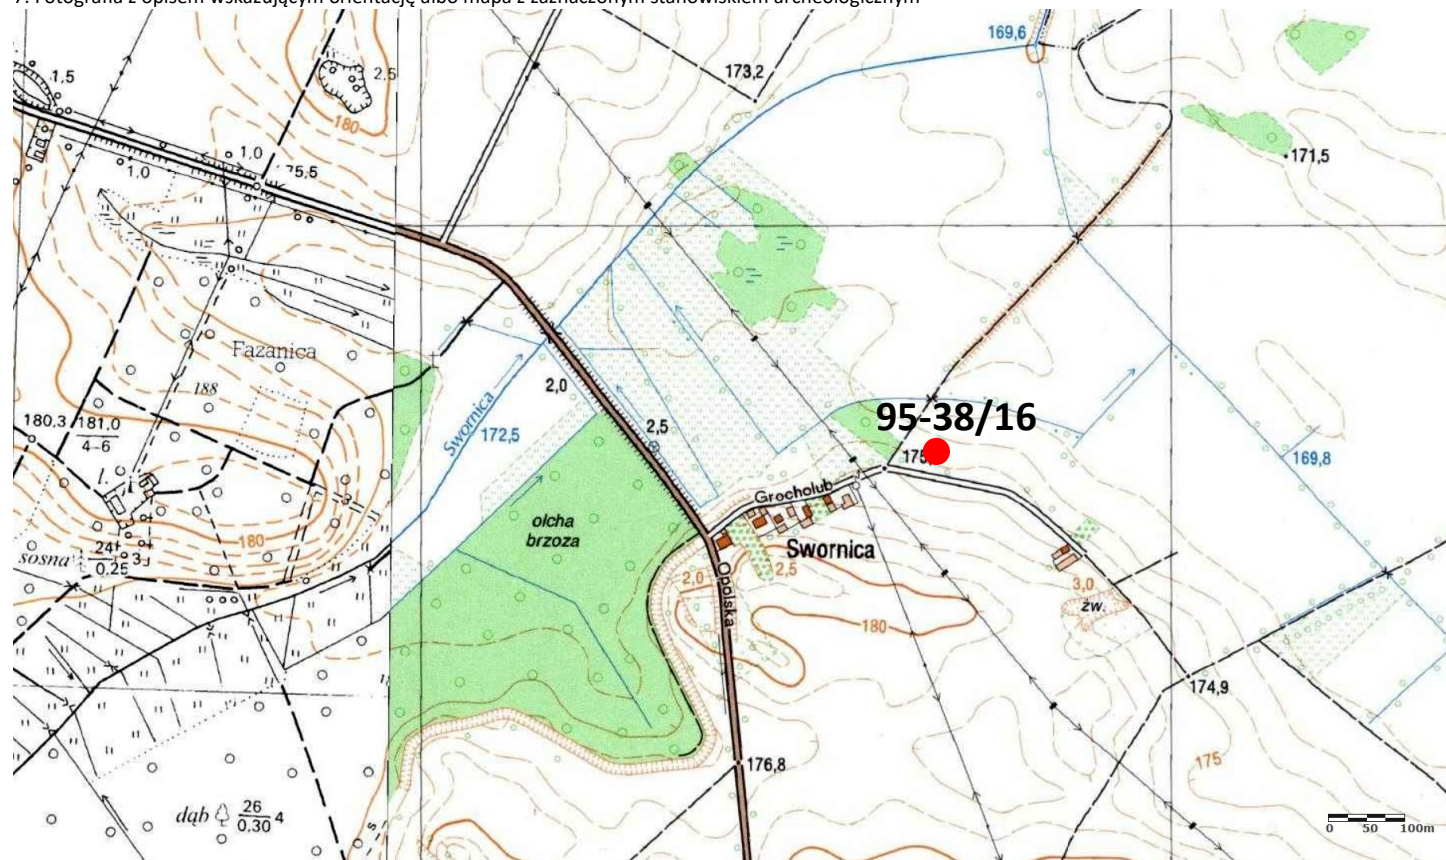 7. Fotografia z opisem wskazującym orientację albo mapa z zaznaczonym stanowiskiem archeologicznym
169,6
1,5
2,5
173,2
180
1,0
1,0
75,5
171,5
Fazanica
188
2,0
Swornica
172,5
2,5
180,3
181,0
4-6
95-38/16
175
169,8
Grocholub
olcha
brzoza
Swornica
180
sosna
24
0.25
3
2,0
2,5
Opolska
3,0
zw.
180
174,9
176,8
175
dąb
26
0.30
4
s
0 50 100m